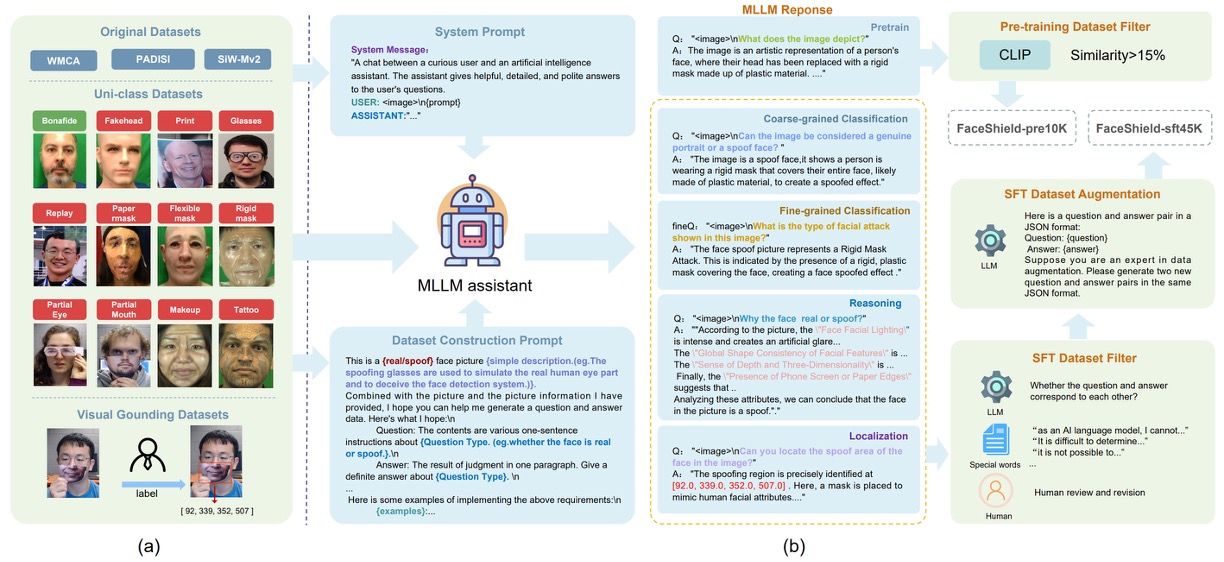 Original Datasets
WMCA
PADISI
SiW-Mv2
Uni-class Datasets
Bonafide
Fakehead
Print
Glasses
Replay
Paper
rmask
Flexible
mask
Rigid
mask
Partial
Eye
Partial
Mouth
Makeup
Tattoo
Visual Gounding Datasets
label
[ 92, 339, 352, 507 ]
(a)
System Prompt
System Message:
"A chat between a curious user and an artificial intelligence
assistant. The assistant gives helpful, detailed, and polite answers
to the user's questions.
USER: <image>\n{prompt}
ASSISTANT:"..."
MLLM assistant
Dataset Construction Prompt
This is a {real/spoof} face picture {simple description.(eg.The
spoofing glasses are used to simulate the real human eye part
and to deceive the face detection system.)}.
Combined with the picture and the picture information I have
provided, I hope you can help me generate a question and answer
data. Here's what I hope:\n
Question: The contents are various one-sentence
instructions about {Question Type. (eg.whether the face is real
or spoof.}.\n
Answer: The result of judgment in one paragraph. Give a
definite answer about {Question Type}. \n
...
Here is some examples of implementing the above requirements:\n
{examples}:...
MLLM Reponse
Pretrain
Q: "<image>\nWhat does the image depict?"
A: The image is an artistic representation of a person's
face, where their head has been replaced with a rigid
mask made up of plastic material. ...."
Coarse-grained Classification
Q: "<image>\nCan the image be considered a genuine
portrait or a spoof face? "
A: "The image is a spoof face,it shows a person is
wearing a rigid mask that covers their entire face, likely
made of plastic material, to create a spoofed effect."
Fine-grained Classification
fineQ: "<image>\nWhat is the type of facial attack
shown in this image?"
A: "The face spoof picture represents a Rigid Mask
Attack. This is indicated by the presence of a rigid, plastic
mask covering the face, creating a face spoofed effect ."
Reasoning
Q: "<image>\nWhy the face real or spoof?"
A: ""According to the picture, the \"Face Facial Lighting\"
is intense and creates an artificial glare...
The \"Global Shape Consistency of Facial Features\" is ...
The \"Sense of Depth and Three-Dimensionality\" is ...
Finally, the \"Presence of Phone Screen or Paper Edges\"
suggests that ..
Analyzing these attributes, we can conclude that the face
in the picture is a spoof."."
Localization
Q: "<image>\nCan you locate the spoof area of the
face in the image?"
A: "The spoofing region is precisely identified at
[92.0, 339.0, 352.0, 507.0] . Here, a mask is placed to
mimic human facial attributes...."
(b)
Pre-training Dataset Filter
CLIP
Similarity>15%
FaceShield-pre10K
FaceShield-sft45K
SFT Dataset Augmentation
LLM
Here is a question and answer pair in a
JSON format:
Question: {question}
Answer: {answer}
Suppose you are an expert in data
augmentation. Please generate two new
question and answer pairs in the same
JSON format.
SFT Dataset Filter
LLM
Whether the question and answer
correspond to each other?
Special words
"as an AI language model, I cannot..."
"It is difficult to determine..."
"it is not possible to..."
...
Human
Human review and revision